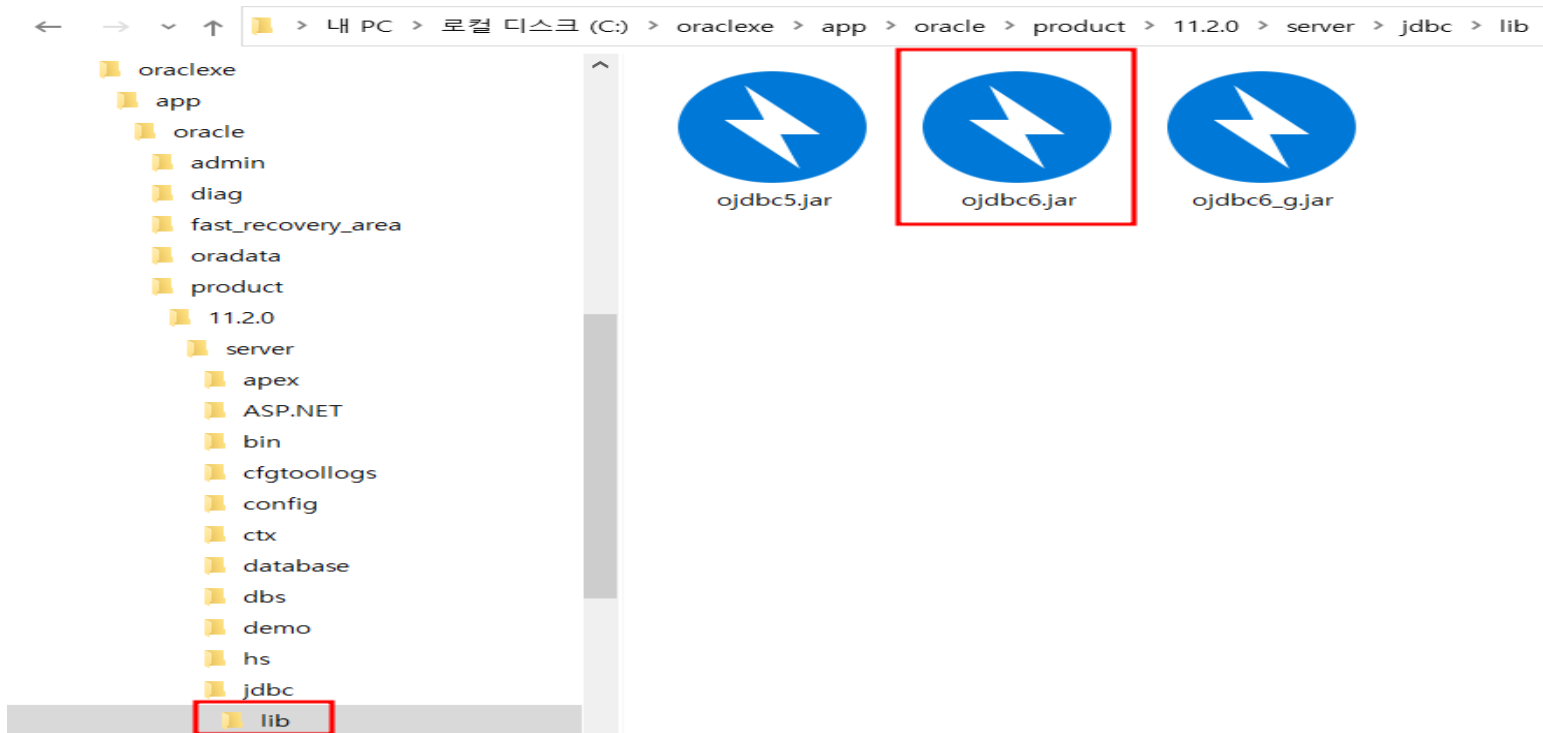 내 PC > 로컬 디스크 (C:) > oraclexe > app > oracle > product > 11.2.0 > server > jdbc > lib
oraclexe
app
oracle
admin
diag
fast_recovery_area
oradata
product
11.2.0
server
apex
ASP.NET
bin
cfgtoollogs
config
ctx
database
dbs
demo
hs
jdbc
lib
ojdbc5.jar
ojdbc6.jar
ojdbc6_g.jar